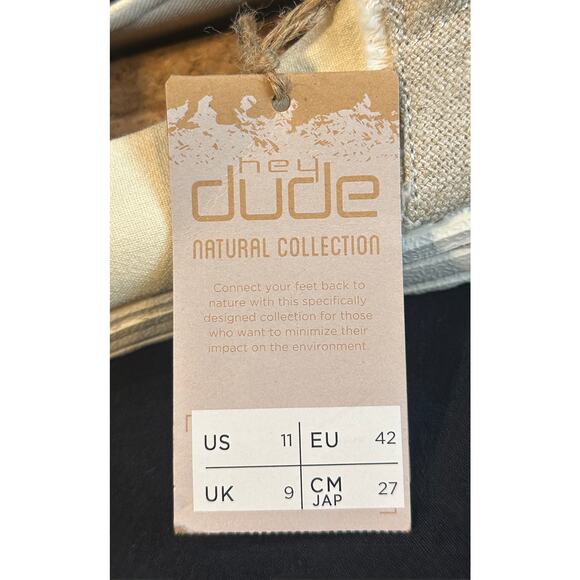 hey
dude
NATURAL COLLECTION
Connect your feet back to
nature with this specifically
designed collection for those
who want to minimize their
impact on the environment.
US 11 EU 42
UK 9 CM JAP 27